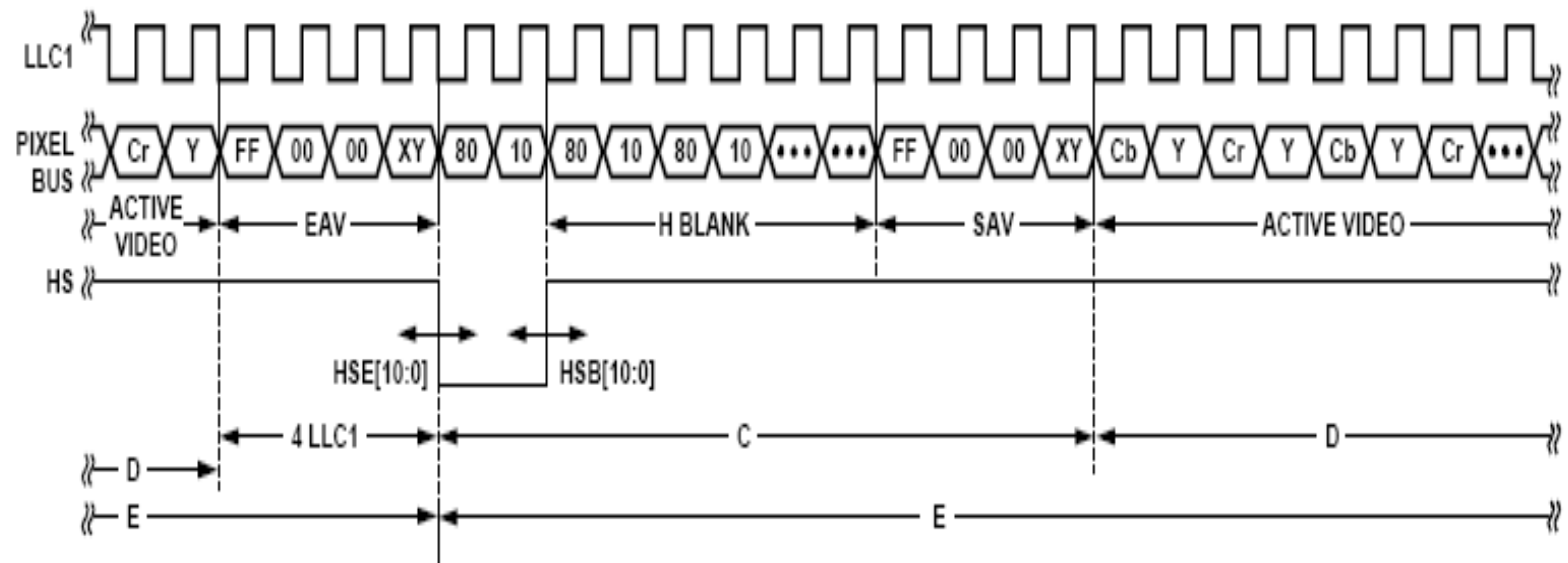 LLC1
PIXEL BUS Cr Y FF 00 00 XY 80 10 80 10 80 10 ••• ••• FF 00 00 XY Cb Y Cr Y Cb Y Cr •••
ACTIVE VIDEO EAV H BLANK SAV ACTIVE VIDEO
HS
HSE[10:0] HSB[10:0]
4 LLC1 C D
D
E E